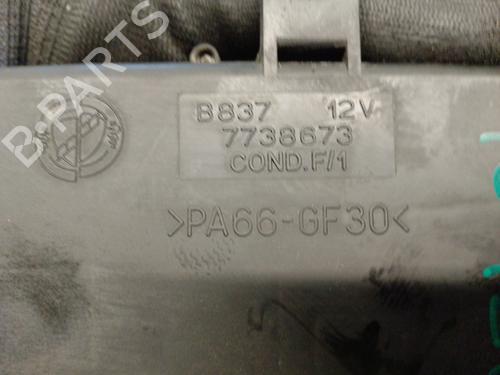 B837 12V
7738673
COND.F/1
>PA66-GF30<
B-PARTS